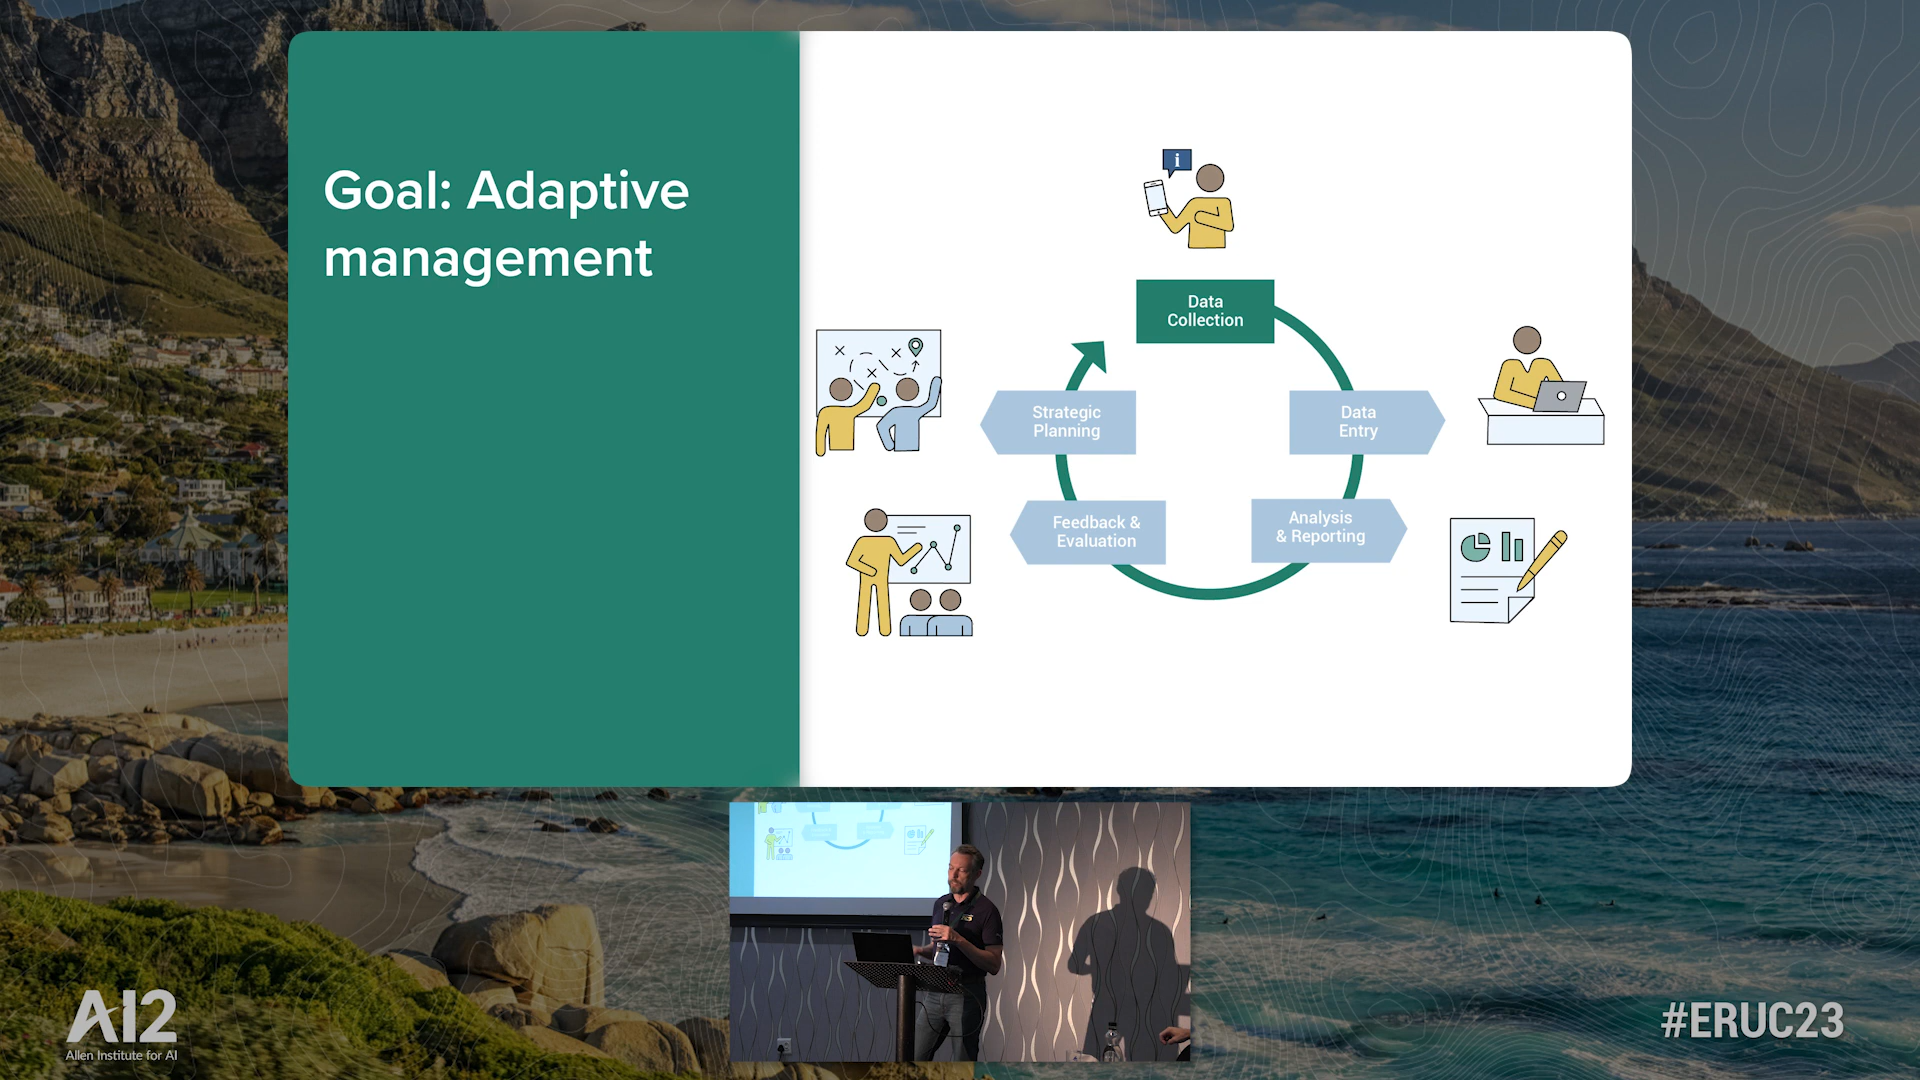 Goal: Adaptive
management
i
Data
Collection
Data
Entry
Analysis
& Reporting
Feedback &
Evaluation
Strategic
Planning
AI2
Allen Institute for AI
#ERUC23